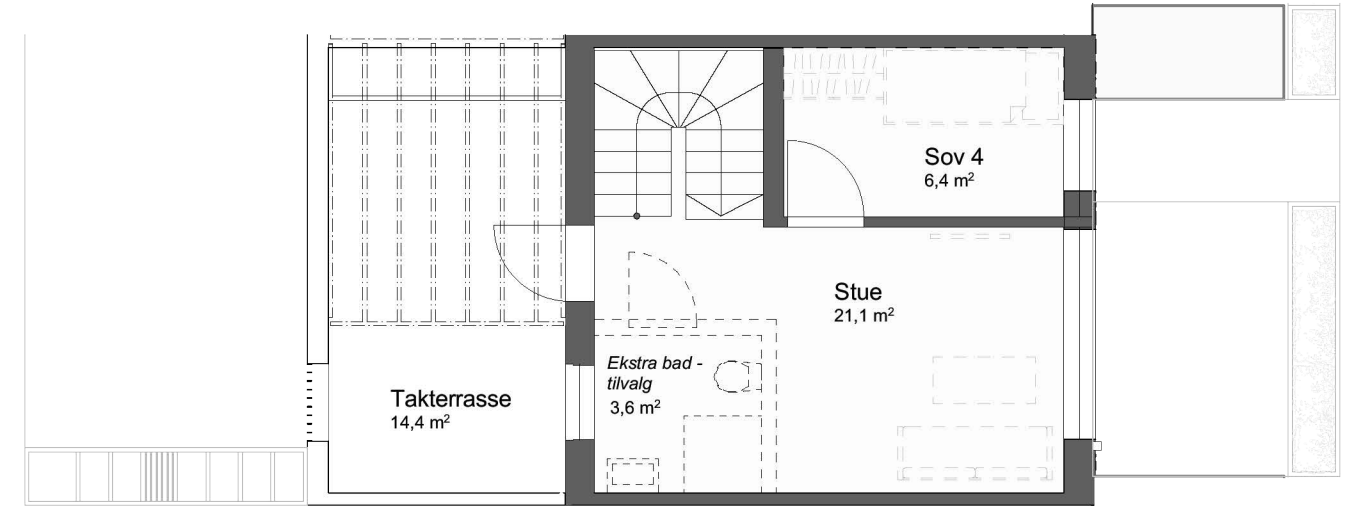 Sov 4
6,4 m²
Stue
21,1 m²
Ekstra bad -
tilvalg
3,6 m²
Takterrasse
14,4 m²